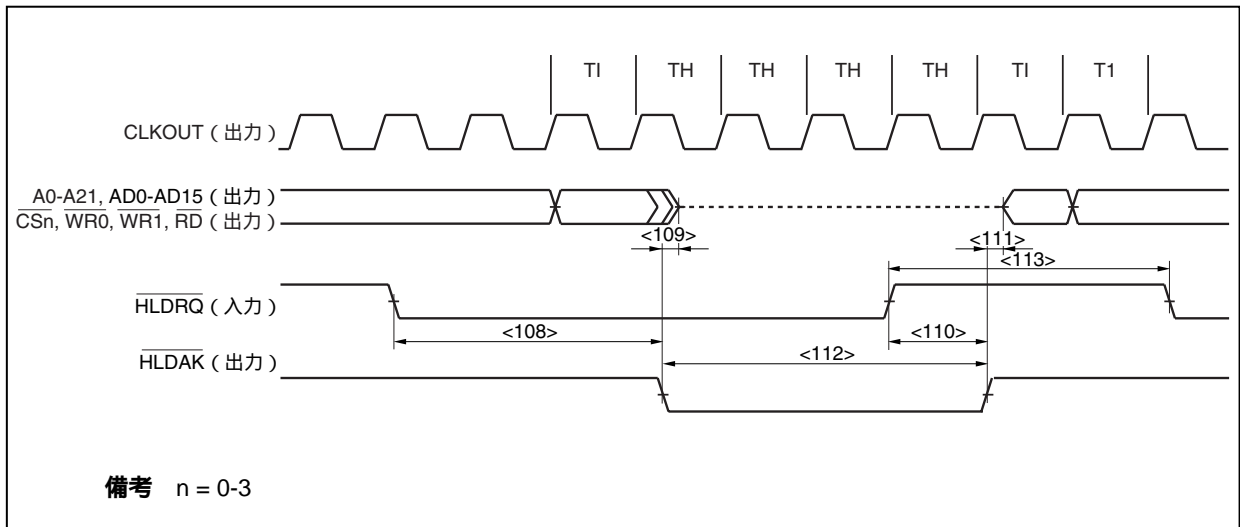 TI TH TH TH TH TI T1
CLKOUT（出力）
A0-A21, AD0-AD15（出力）
CSn, WR0, WR1, RD（出力）
<109>
<111>
<113>
HLDRQ（入力）
<108>
<110>
<112>
HLDAK（出力）
備考 n = 0-3